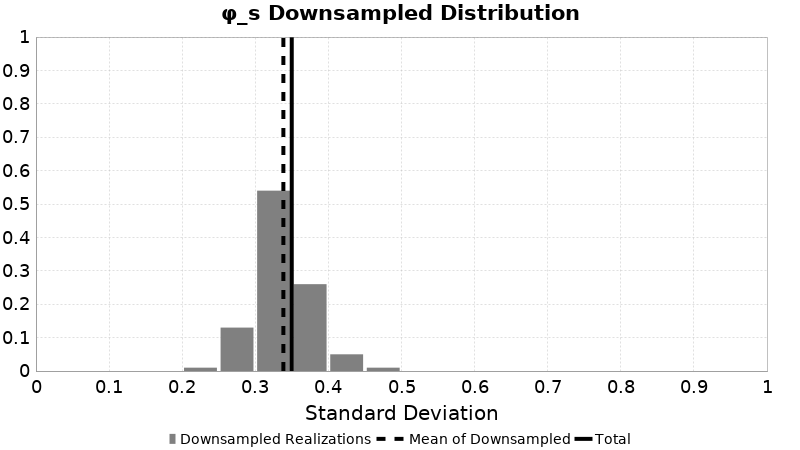 φ_s Downsampled Distribution
1
0.9
0.8
0.7
0.6
0.5
0.4
0.3
0.2
0.1
0
0 0.1 0.2 0.3 0.4 0.5 0.6 0.7 0.8 0.9 1
Standard Deviation
Downsampled Realizations Mean of Downsampled Total